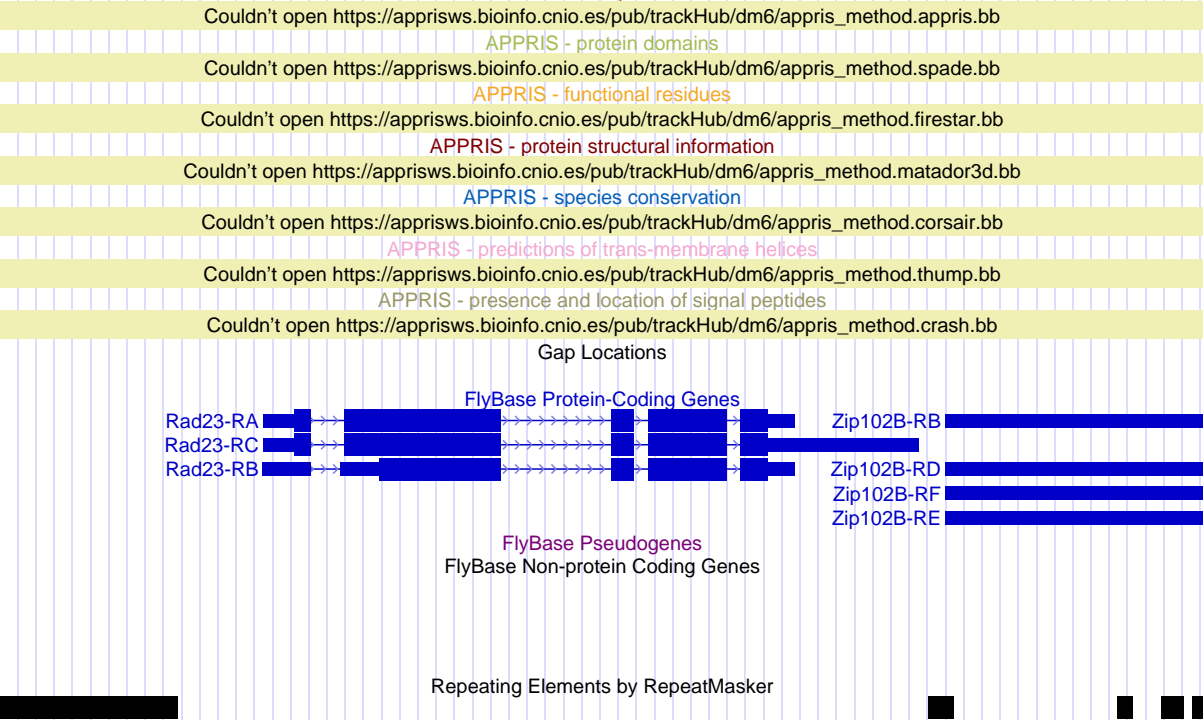 Couldn't open https://apprisws.bioinfo.cnio.es/pub/trackHub/dm6/appris_method.appris.bb
APPRIS - protein domains
Couldn't open https://apprisws.bioinfo.cnio.es/pub/trackHub/dm6/appris_method.spade.bb
APPRIS - functional residues
Couldn't open https://apprisws.bioinfo.cnio.es/pub/trackHub/dm6/appris_method.firestar.bb
APPRIS - protein structural information
Couldn't open https://apprisws.bioinfo.cnio.es/pub/trackHub/dm6/appris_method.matador3d.bb
APPRIS - species conservation
Couldn't open https://apprisws.bioinfo.cnio.es/pub/trackHub/dm6/appris_method.corsair.bb
APPRIS - predictions of trans-membrane helices
Couldn't open https://apprisws.bioinfo.cnio.es/pub/trackHub/dm6/appris_method.thump.bb
APPRIS - presence and location of signal peptides
Couldn't open https://apprisws.bioinfo.cnio.es/pub/trackHub/dm6/appris_method.crash.bb
Gap Locations
FlyBase Protein-Coding Genes
Rad23-RA Zip102B-RB
Rad23-RC
Rad23-RB Zip102B-RD
Zip102B-RF
Zip102B-RE
FlyBase Pseudogenes
FlyBase Non-protein Coding Genes
Repeating Elements by RepeatMasker